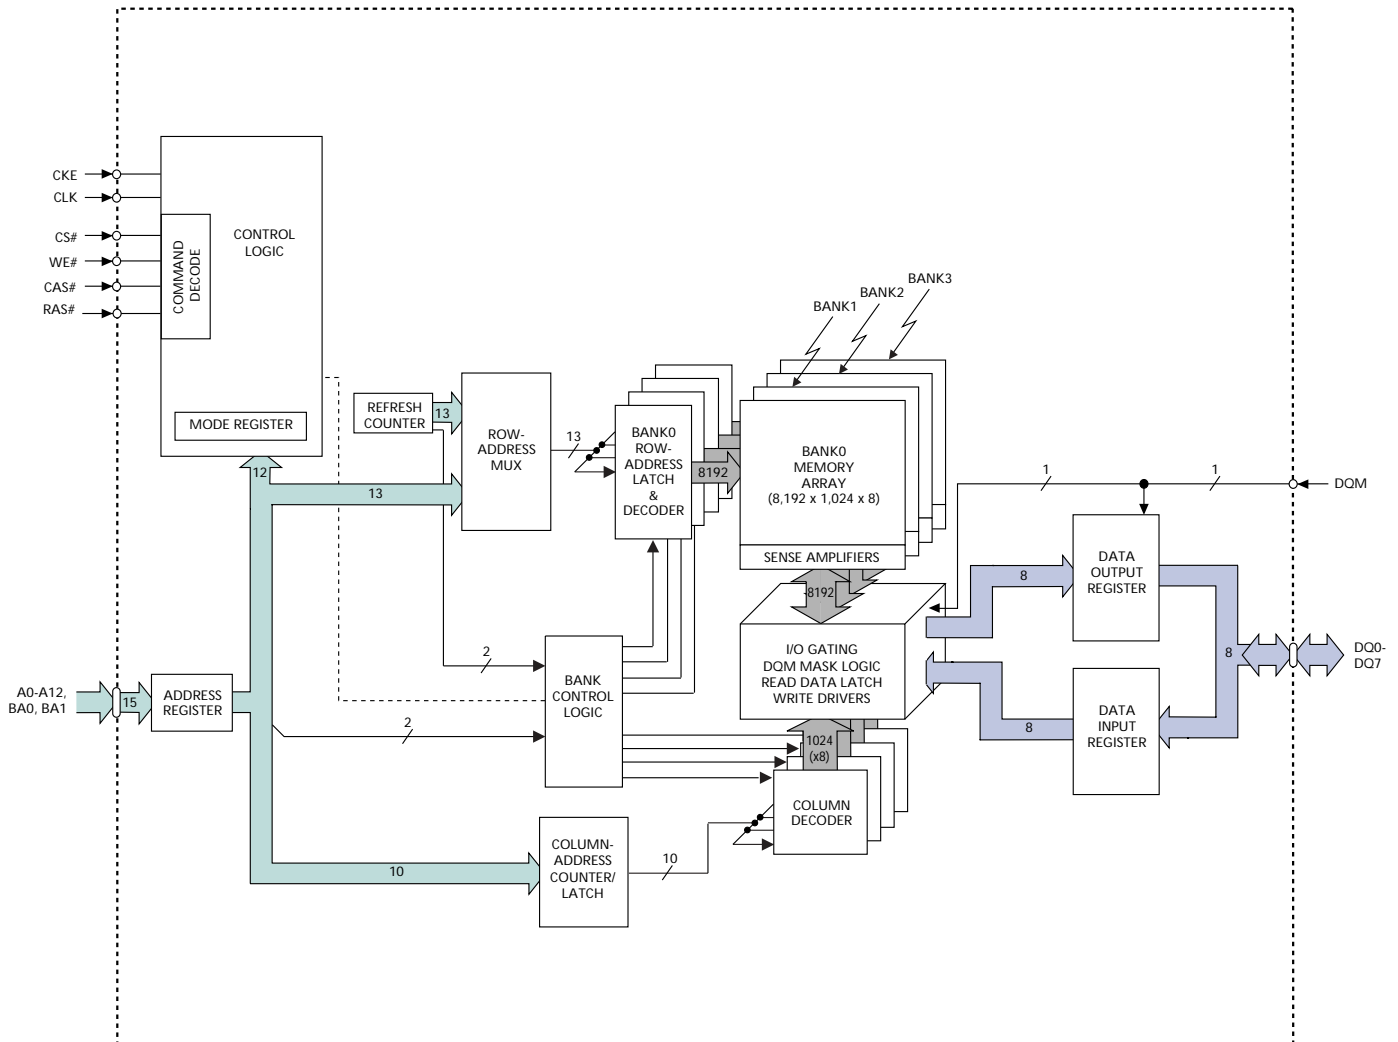 CKE
CLK
CS#
WE#
CAS#
RAS#
COMMAND
DECODE
CONTROL
LOGIC
MODE REGISTER
12
REFRESH
COUNTER
13
13
ROW-
ADDRESS
MUX
13
BANK0
ROW-
ADDRESS
LATCH
&
DECODER
8192
BANK1
BANK2
BANK3
BANK0
MEMORY
ARRAY
(8,192 x 1,024 x 8)
SENSE AMPLIFIERS
8192
I/O GATING
DQM MASK LOGIC
READ DATA LATCH
WRITE DRIVERS
1024
(x8)
COLUMN
DECODER
1
1
DQM
DATA
OUTPUT
REGISTER
8
8
8
DATA
INPUT
REGISTER
DQ0-
DQ7
A0-A12,
BA0, BA1
15
ADDRESS
REGISTER
2
2
BANK
CONTROL
LOGIC
10
COLUMN-
ADDRESS
COUNTER/
LATCH
10